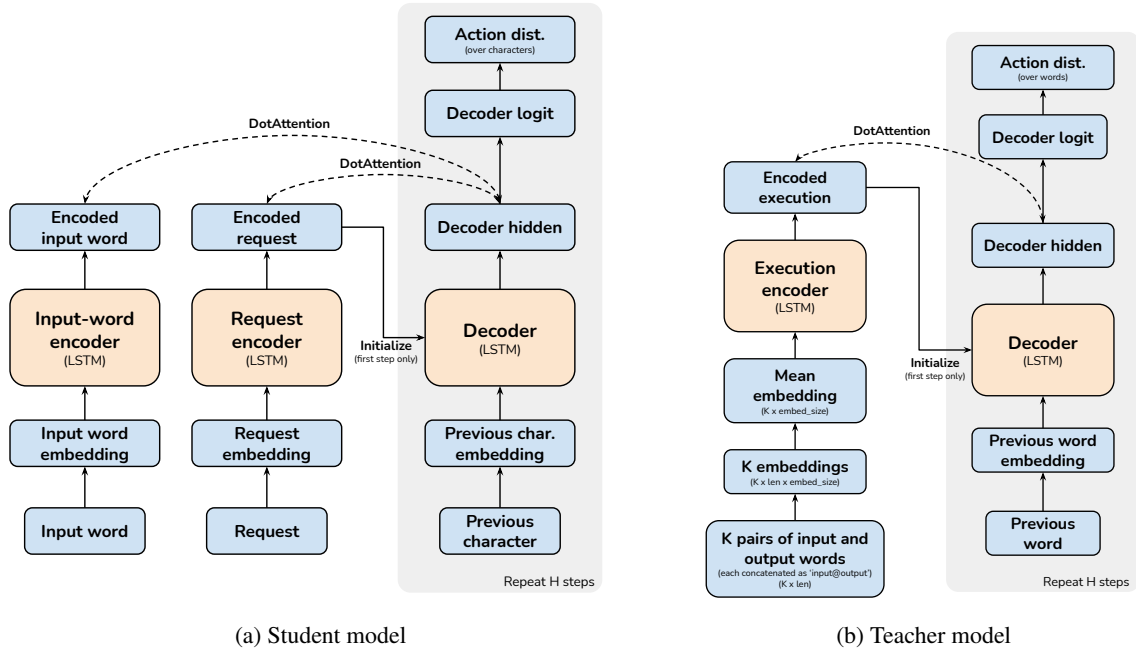 Action dist.
(over characters)
Decoder logit
DotAttention
DotAttention
Encoded
input word
Encoded
request
Decoder hidden
Input-word
encoder
(LSTM)
Request
encoder
(LSTM)
Initialize
(first step only)
Decoder
(LSTM)
Input word
embedding
Request
embedding
Previous char.
embedding
Input word
Request
Previous
character
Repeat H steps
(a) Student model
Action dist.
(over words)
Decoder logit
DotAttention
Encoded
execution
Decoder hidden
Execution
encoder
(LSTM)
Initialize
(first step only)
Decoder
(LSTM)
Mean
embedding
(K x embed_size)
Previous word
embedding
K embeddings
(K x len x embed_size)
Previous
word
K pairs of input and
output words
(each concatenated as 'input@output')
(K x len)
Repeat H steps
(b) Teacher model